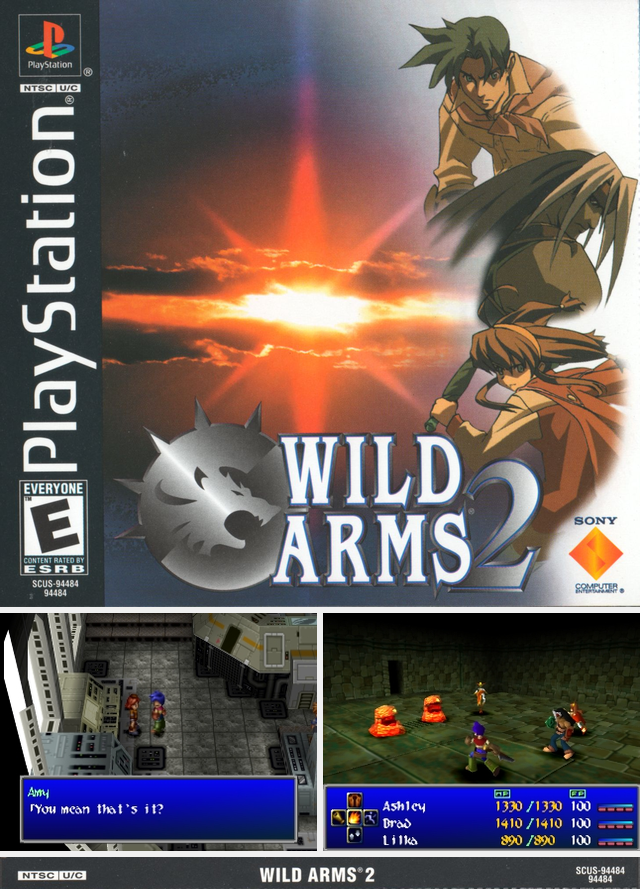 PlayStation
®
NTSC U/C
PlayStation®
WILD
ARMS®
2
EVERYONE
™
E
CONTENT RATED BY
ESRB
SCUS-94484
94484
SONY
COMPUTER
ENTERTAINMENT ®
Amy
「You mean that's it?
HP FP
Ashley 1330/1330 100
Brad 1410/1410 100
Lilka 890/890 100
NTSC U/C
WILD ARMS® 2
SCUS-94484
94484